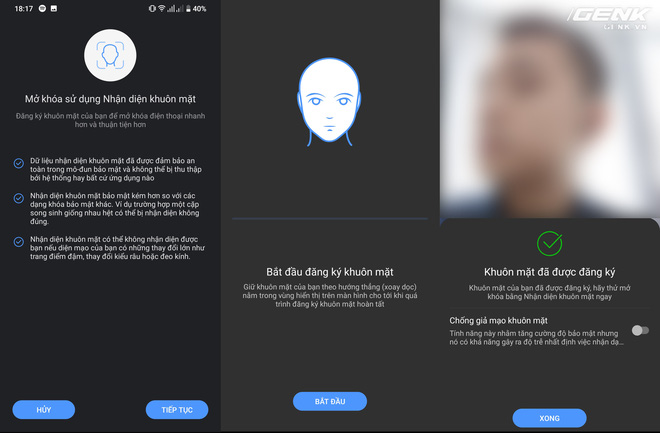 18:17
40%
Mở khóa sử dụng Nhận diện khuôn mặt
Đăng ký khuôn mặt của bạn để mở khóa điện thoại nhanh
hơn và thuận tiện hơn
Dữ liệu nhận diện khuôn mặt đã được đảm bảo an
toàn trong mô-đun bảo mật và không thể bị thu thập
bởi hệ thống hay bất cứ ứng dụng nào
Nhận diện khuôn mặt bảo mật kém hơn so với các
dạng khóa bảo mật khác. Ví dụ trường hợp một cặp
song sinh giống nhau hệt có thể bị nhận diện không
đúng.
Nhận diện khuôn mặt có thể không nhận diện được
bạn nếu diện mạo của bạn có những thay đổi lớn như
trang điểm đậm, thay đổi kiểu râu hoặc đeo kính.
HỦY
TIẾP TỤC
Bắt đầu đăng ký khuôn mặt
Giữ khuôn mặt của bạn theo hướng thẳng (xoay dọc)
nằm trong vùng hiển thị trên màn hình cho tới khi quá
trình đăng ký khuôn mặt hoàn tất
BẮT ĐẦU
GENK
GENK.VN
Khuôn mặt đã được đăng ký
Khuôn mặt của bạn đã được đăng ký, hãy thử mở
khóa bằng Nhận diện khuôn mặt ngay
Chống giả mạo khuôn mặt
Tính năng này nhằm tăng cường độ bảo mật nhưng
nó có khả năng gây ra độ trễ nhất định việc nhận dạ...
XONG